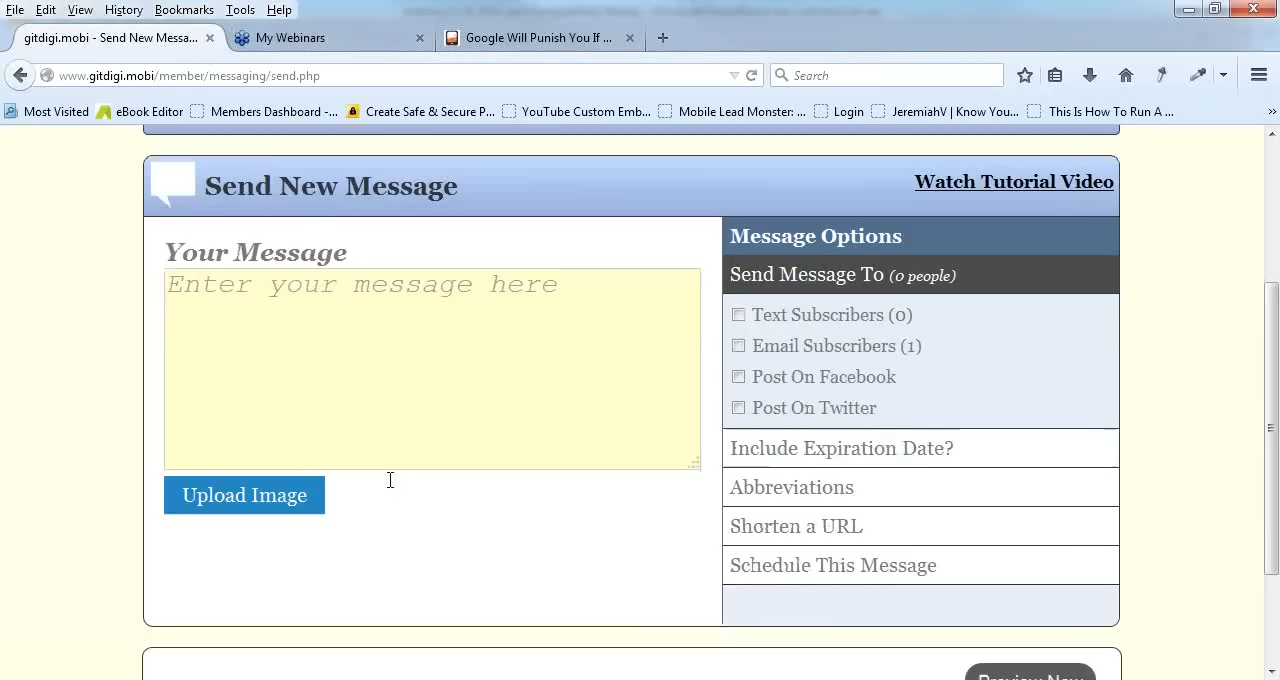 File Edit View History Bookmarks Tools Help
gitdigi.mobi - Send New Messa... My Webinars Google Will Punish You If ...
www.gitdigi.mobi/member/messaging/send.php Search
Most Visited eBook Editor Members Dashboard -... Create Safe & Secure P... YouTube Custom Emb... Mobile Lead Monster: ... Login JeremiahV | Know You... This Is How To Run A ...
Send New Message Watch Tutorial Video
Your Message
Enter your message here
Upload Image
Message Options
Send Message To (0 people)
Text Subscribers (0)
Email Subscribers (1)
Post On Facebook
Post On Twitter
Include Expiration Date?
Abbreviations
Shorten a URL
Schedule This Message
Preview Now